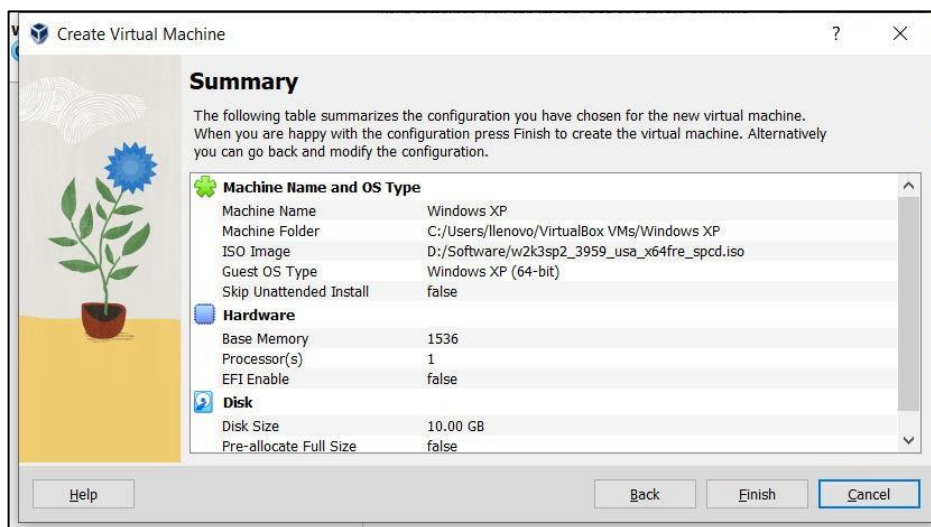 Create Virtual Machine
?
Summary
The following table summarizes the configuration you have chosen for the new virtual machine.
When you are happy with the configuration press Finish to create the virtual machine. Alternatively
you can go back and modify the configuration.
Machine Name and OS Type
Machine Name Windows XP
Machine Folder C:/Users/llenovo/VirtualBox VMs/Windows XP
ISO Image D:/Software/w2k3sp2_3959_usa_x64fre_spcd.iso
Guest OS Type Windows XP (64-bit)
Skip Unattended Install false
Hardware
Base Memory 1536
Processor(s) 1
EFI Enable false
Disk
Disk Size 10.00 GB
Pre-allocate Full Size false
Help Back Finish Cancel